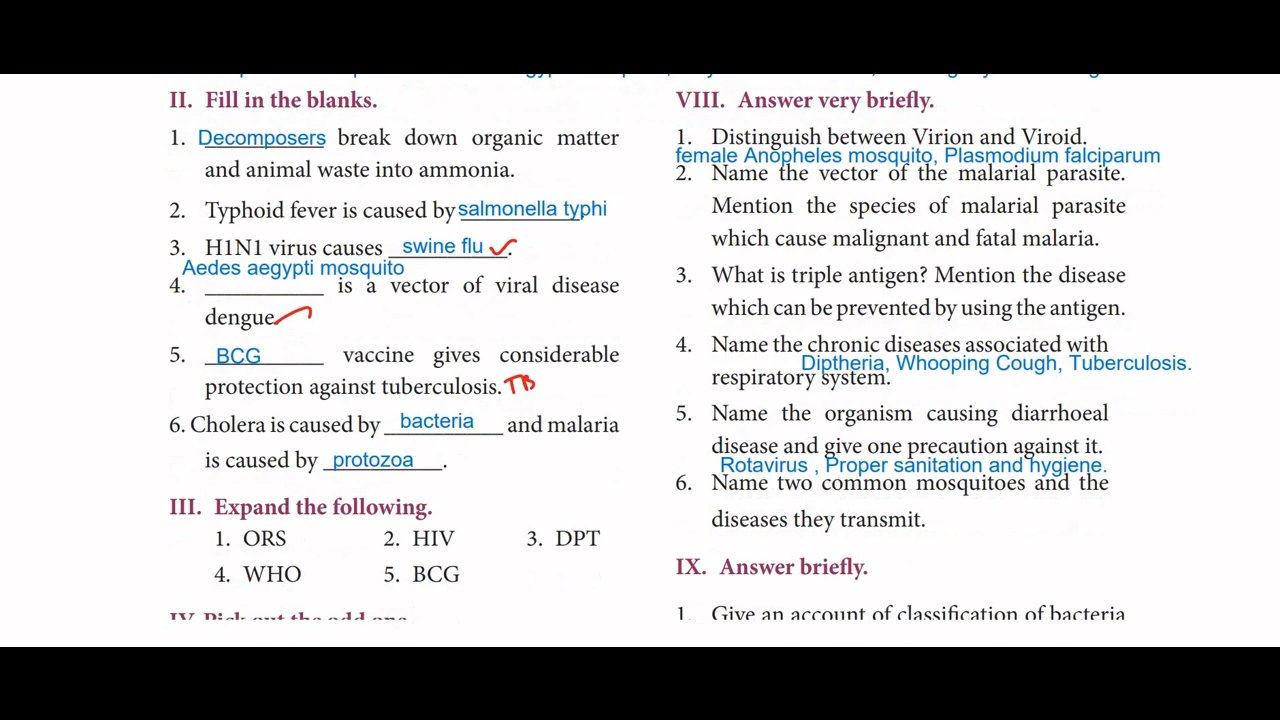 II. Fill in the blanks.
1. Decomposers break down organic matter
and animal waste into ammonia.
2. Typhoid fever is caused by salmonella typhi
3. H1N1 virus causes swine flu.
Aedes aegypti mosquito
4. __________ is a vector of viral disease
dengue
5. BCG vaccine gives considerable
protection against tuberculosis. TB
6. Cholera is caused by bacteria and malaria
is caused by protozoa.
III. Expand the following.
1. ORS 2. HIV 3. DPT
4. WHO 5. BCG
IV. Pick out the odd one.
VIII. Answer very briefly.
1. Distinguish between Virion and Viroid.
female Anopheles mosquito, Plasmodium falciparum
2. Name the vector of the malarial parasite.
Mention the species of malarial parasite
which cause malignant and fatal malaria.
3. What is triple antigen? Mention the disease
which can be prevented by using the antigen.
4. Name the chronic diseases associated with
Diptheria, Whooping Cough, Tuberculosis.
respiratory system.
5. Name the organism causing diarrhoeal
disease and give one precaution against it.
Rotavirus , Proper sanitation and hygiene.
6. Name two common mosquitoes and the
diseases they transmit.
IX. Answer briefly.
1. Give an account of classification of bacteria